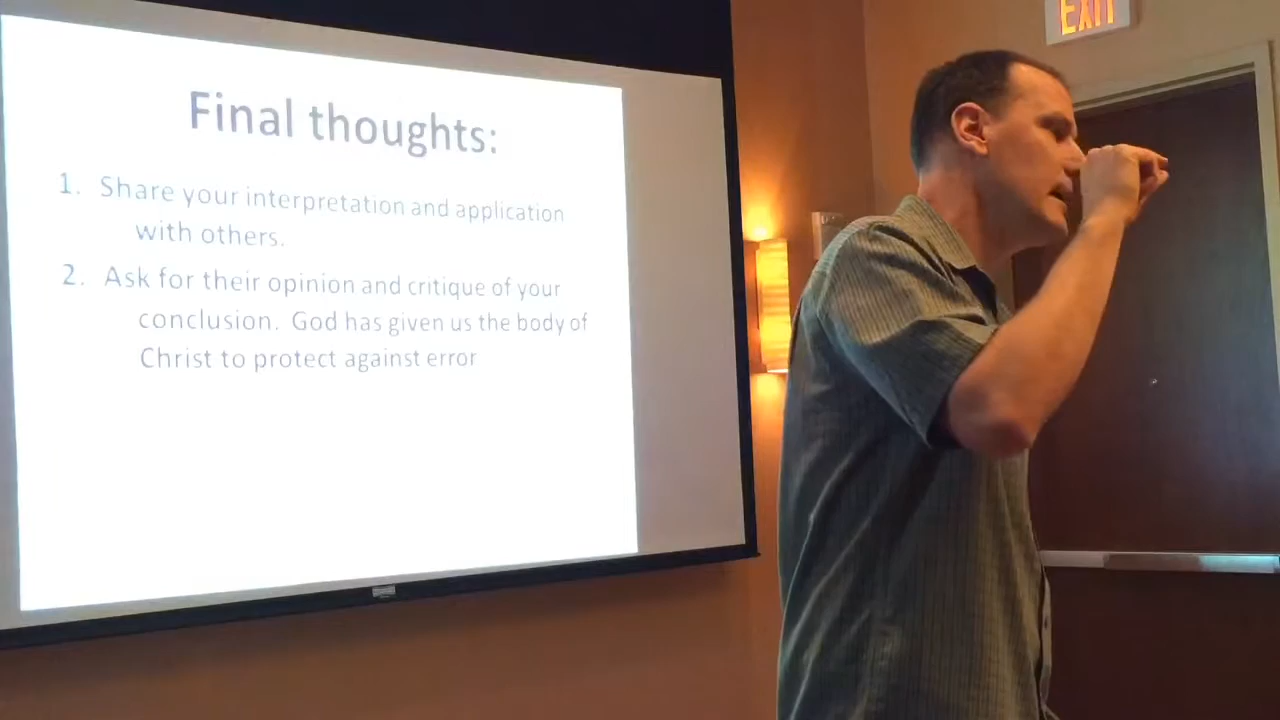 EXIT
Final thoughts:
1. Share your interpretation and application
with others.
2. Ask for their opinion and critique of your
conclusion. God has given us the body of
Christ to protect against error